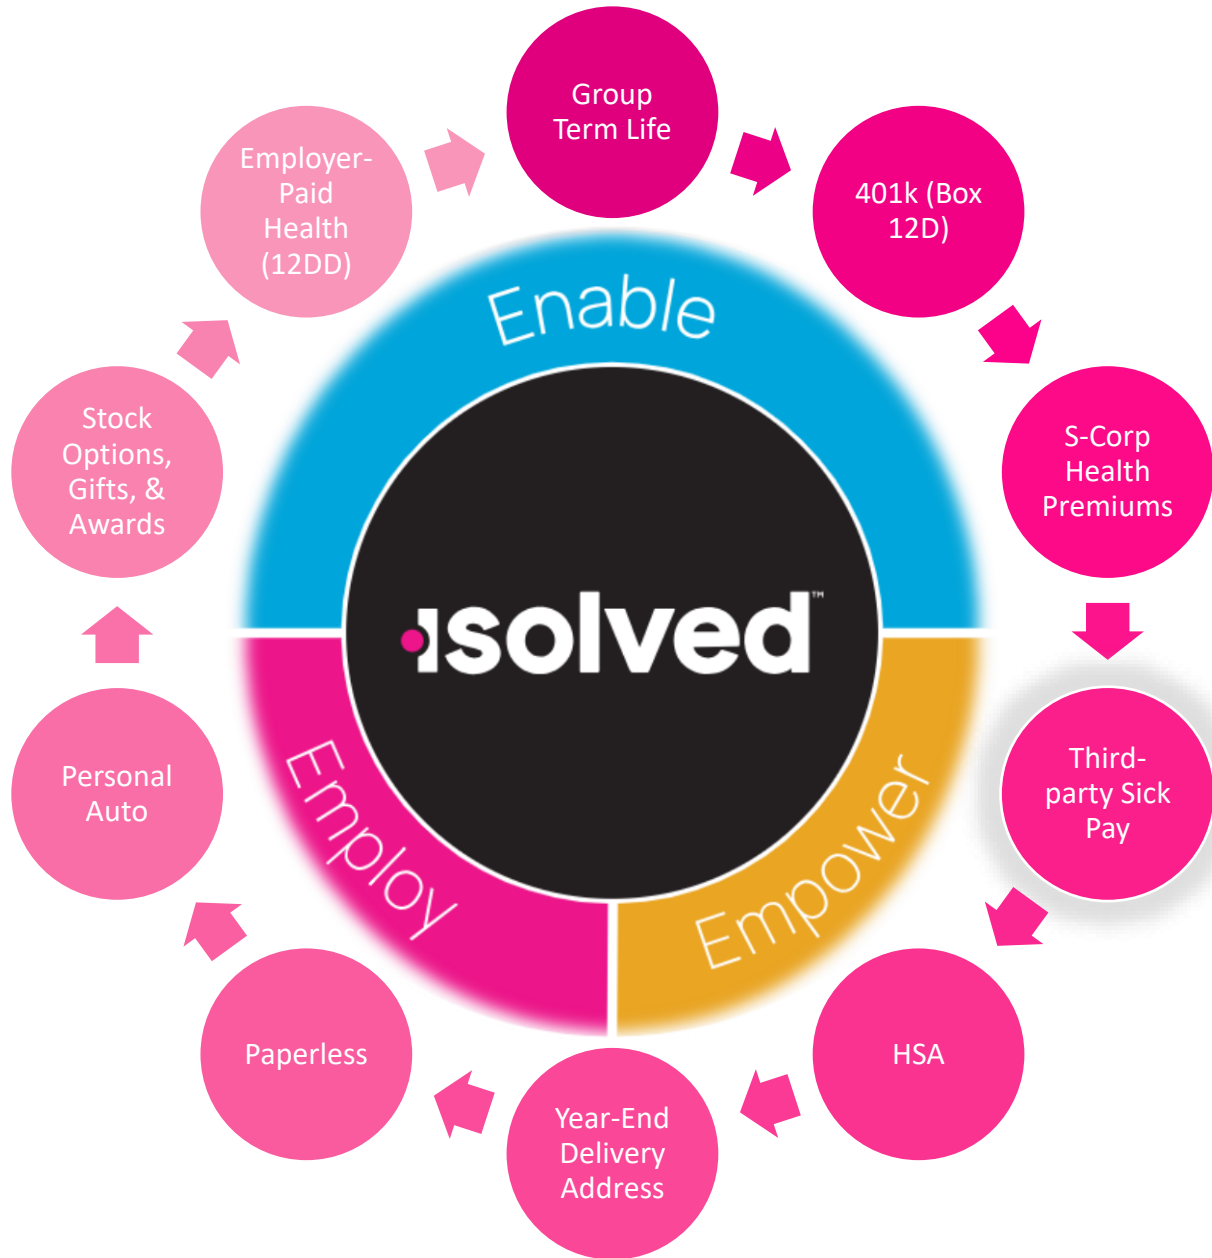 Group
Term Life
401k (Box
12D)
S-Corp
Health
Premiums
Third-
party Sick
Pay
HSA
Year-End
Delivery
Address
Paperless
Personal
Auto
Stock
Options,
Gifts, &
Awards
Employer-
Paid
Health
(12DD)
Enable
isolved™
Employ
Empower